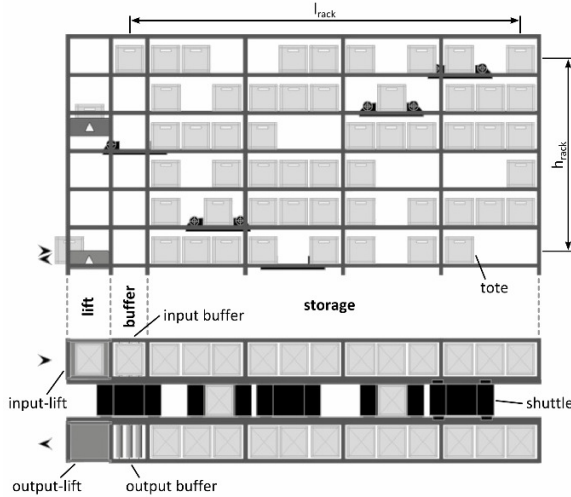 l_rack
h_rack
tote
lift
buffer
storage
input buffer
input-lift
shuttle
output-lift
output buffer